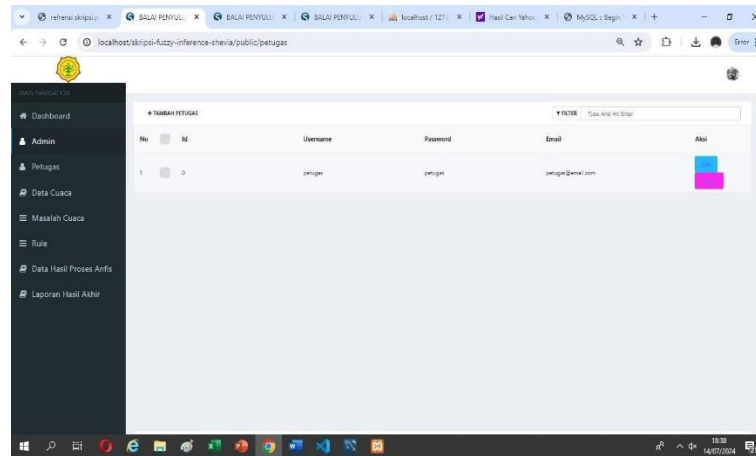 refrensi skripsi
BALAI PENYULU
BALAI PENYULU
BALAI PENYULU
localhost / 127
Hasil Cari Yahoo
MySQL :: Begin
localhost/skripsi-fuzzy-inference-shevia/public/petugas
Error
MAIN NAVIGATION
Dashboard
Admin
Petugas
Data Cuaca
Masalah Cuaca
Rule
Data Hasil Proses Anfis
Laporan Hasil Akhir
+ TAMBAH PETUGAS
FILTER Type And Hit Enter
No Id Username Password Email Aksi
1 0 petugas petugas petugas@email.com
10:38
14/07/2024